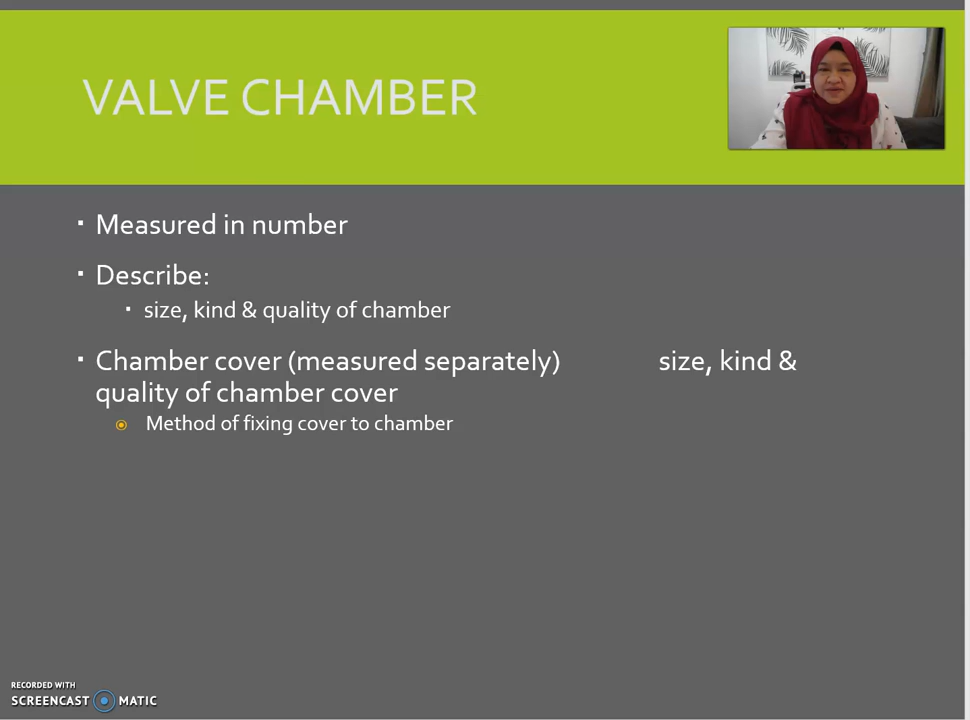 VALVE CHAMBER
▪ Measured in number
▪ Describe:
▪ size, kind & quality of chamber
▪ Chamber cover (measured separately) size, kind &
quality of chamber cover
Method of fixing cover to chamber
RECORDED WITH
SCREENCAST MATIC